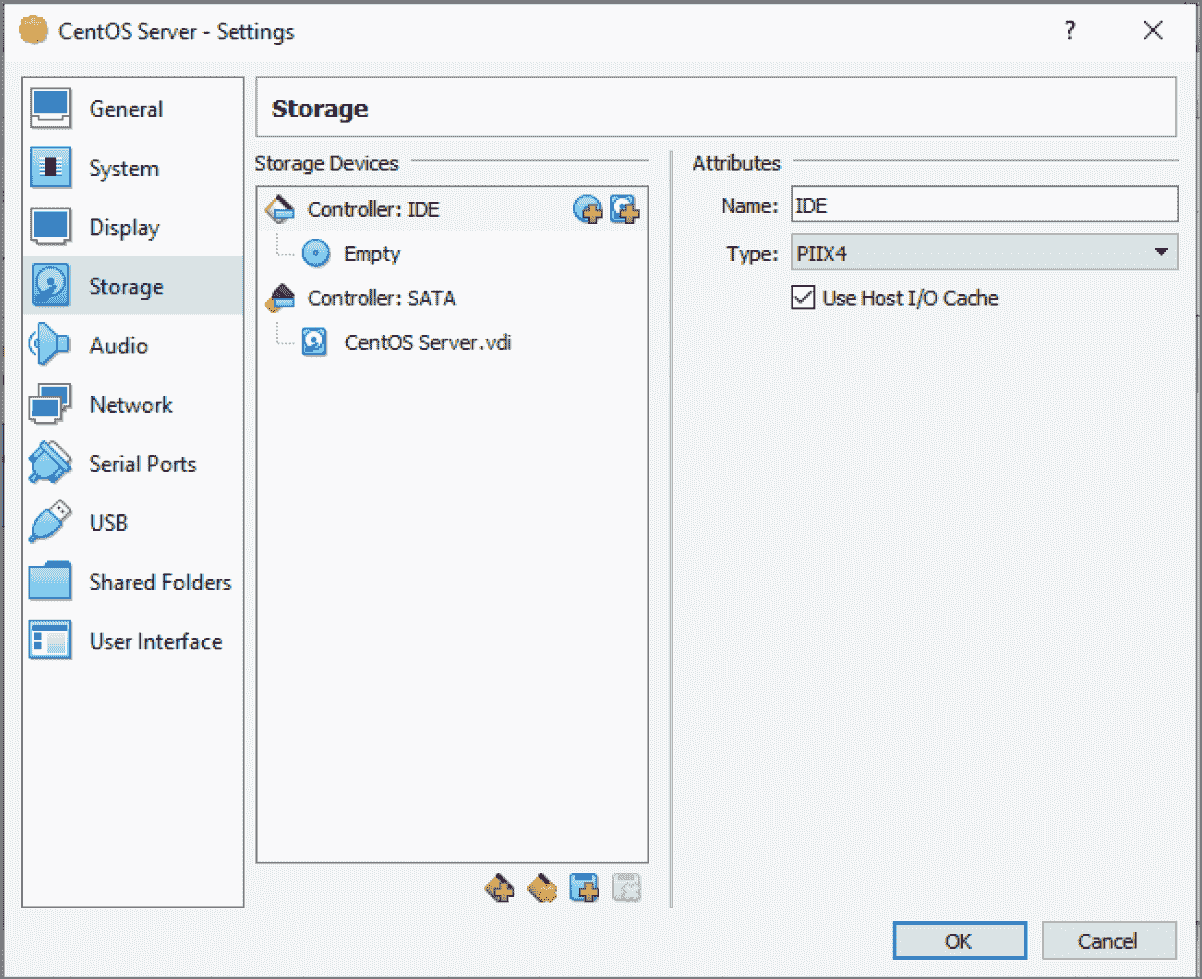 CentOS Server - Settings
?
General
System
Display
Storage
Audio
Network
Serial Ports
USB
Shared Folders
User Interface
Storage
Storage Devices
Controller: IDE
Empty
Controller: SATA
CentOS Server.vdi
Attributes
Name: IDE
Type: PIIX4
Use Host I/O Cache
OK
Cancel